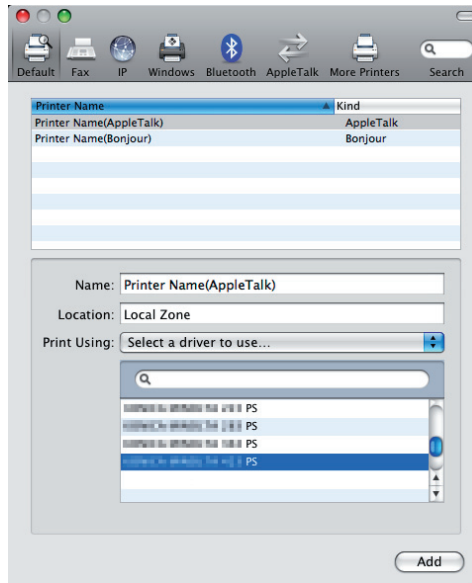 Default Fax IP Windows Bluetooth AppleTalk More Printers Search
Printer Name Kind
Printer Name(AppleTalk) AppleTalk
Printer Name(Bonjour) Bonjour
Name: Printer Name(AppleTalk)
Location: Local Zone
Print Using: Select a driver to use...
PS
PS
PS
PS
Add